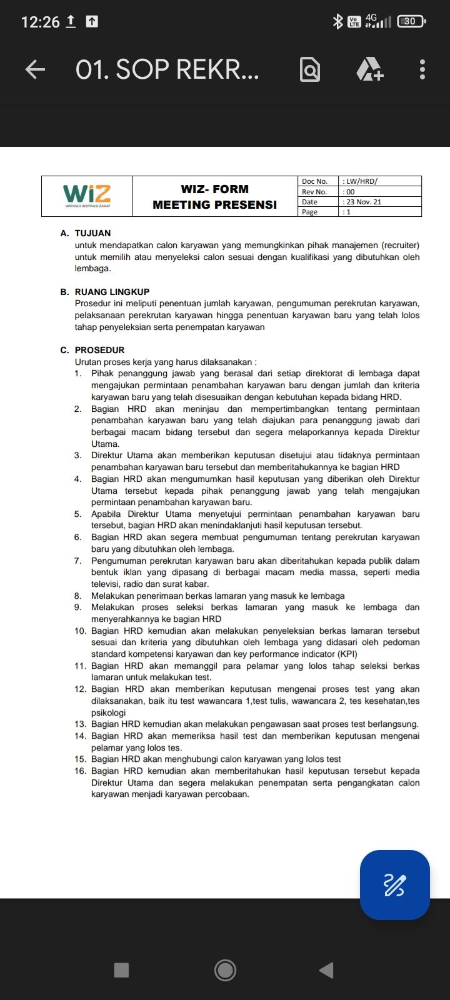 12:26
Vo LTE 4G 30
01. SOP REKR...
WiZ
WAHDAH INSPIRASI ZAKAT
WIZ- FORM
MEETING PRESENSI
Doc No. : LW/HRD/
Rev No. : 00
Date : 23 Nov. 21
Page : 1
A. TUJUAN
untuk mendapatkan calon karyawan yang memungkinkan pihak manajemen (recruiter)
untuk memilih atau menyeleksi calon sesuai dengan kualifikasi yang dibutuhkan oleh
lembaga.
B. RUANG LINGKUP
Prosedur ini meliputi penentuan jumlah karyawan, pengumuman perekrutan karyawan,
pelaksanaan perekrutan karyawan hingga penentuan karyawan baru yang telah lolos
tahap penyeleksian serta penempatan karyawan
C. PROSEDUR
Urutan proses kerja yang harus dilaksanakan :
1. Pihak penanggung jawab yang berasal dari setiap direktorat di lembaga dapat
mengajukan permintaan penambahan karyawan baru dengan jumlah dan kriteria
karyawan baru yang telah disesuaikan dengan kebutuhan kepada bidang HRD.
2. Bagian HRD akan meninjau dan mempertimbangkan tentang permintaan
penambahan karyawan baru yang telah diajukan para penanggung jawab dari
berbagai macam bidang tersebut dan segera melaporkannya kepada Direktur
Utama.
3. Direktur Utama akan memberikan keputusan disetujui atau tidaknya permintaan
penambahan karyawan baru tersebut dan memberitahukannya ke bagian HRD
4. Bagian HRD akan mengumumkan hasil keputusan yang diberikan oleh Direktur
Utama tersebut kepada pihak penanggung jawab yang telah mengajukan
permintaan penambahan karyawan baru.
5. Apabila Direktur Utama menyetujui permintaan penambahan karyawan baru
tersebut, bagian HRD akan menindaklanjuti hasil keputusan tersebut.
6. Bagian HRD akan segera membuat pengumuman tentang perekrutan karyawan
baru yang dibutuhkan oleh lembaga.
7. Pengumuman perekrutan karyawan baru akan diberitahukan kepada publik dalam
bentuk iklan yang dipasang di berbagai macam media massa, seperti media
televisi, radio dan surat kabar.
8. Melakukan penerimaan berkas lamaran yang masuk ke lembaga
9. Melakukan proses seleksi berkas lamaran yang masuk ke lembaga dan
menyerahkannya ke bagian HRD
10. Bagian HRD kemudian akan melakukan penyeleksian berkas lamaran tersebut
sesuai dan kriteria yang dibutuhkan oleh lembaga yang didasari oleh pedoman
standard kompetensi karyawan dan key performance indicator (KPI)
11. Bagian HRD akan memanggil para pelamar yang lolos tahap seleksi berkas
lamaran untuk melakukan test.
12. Bagian HRD akan memberikan keputusan mengenai proses test yang akan
dilaksanakan, baik itu test wawancara 1,test tulis, wawancara 2, tes kesehatan,tes
psikologi
13. Bagian HRD kemudian akan melakukan pengawasan saat proses test berlangsung.
14. Bagian HRD akan memeriksa hasil test dan memberikan keputusan mengenai
pelamar yang lolos tes.
15. Bagian HRD akan menghubungi calon karyawan yang lolos test
16. Bagian HRD kemudian akan memberitahukan hasil keputusan tersebut kepada
Direktur Utama dan segera melakukan penempatan serta pengangkatan calon
karyawan menjadi karyawan percobaan.